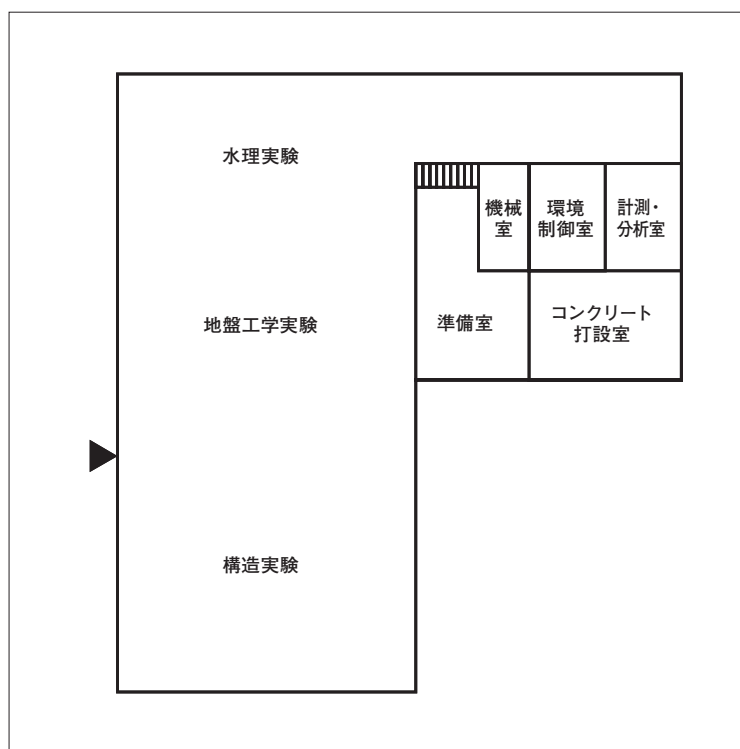 水理実験
機械
室
環境
制御室
計測・
分析室
地盤工学実験
準備室
コンクリート
打設室
構造実験